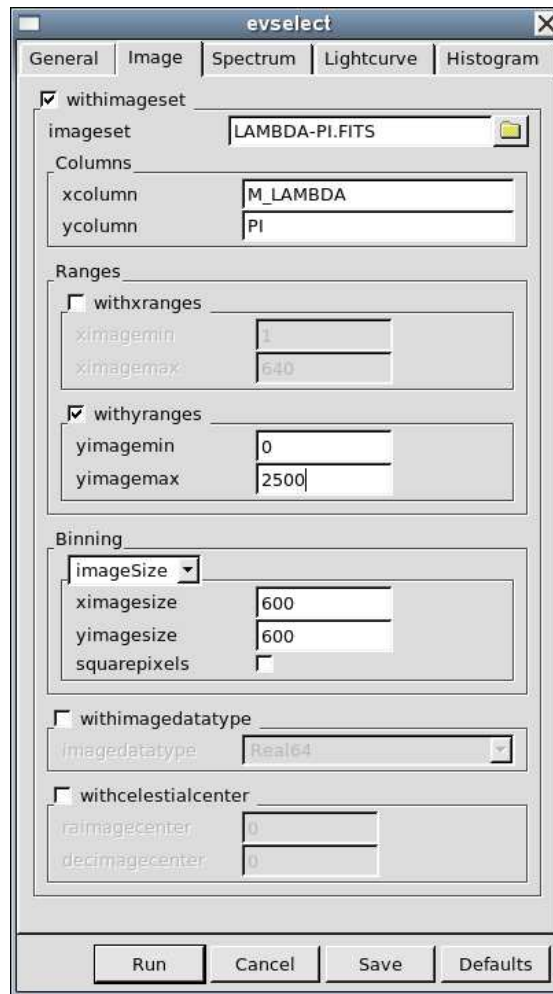 evselect
General Image Spectrum Lightcurve Histogram
withimageset
imageset LAMBDA-PI.FITS
Columns
xcolumn M_LAMBDA
ycolumn PI
Ranges
withxranges
ximagemin 1
ximagemax 640
withyranges
yimagemin 0
yimagemax 2500
Binning
imageSize
ximagesize 600
yimagesize 600
squarepixels
withimagedatatype
imagedatatype Real64
withcelestialcenter
raimagecenter 0
decimagecenter 0
Run Cancel Save Defaults